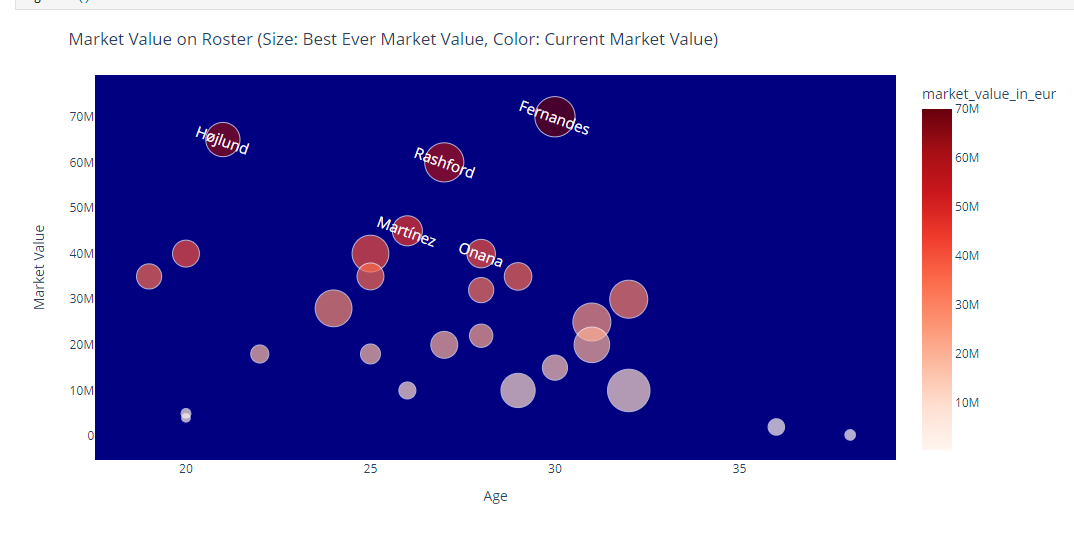 Market Value on Roster (Size: Best Ever Market Value, Color: Current Market Value)
market_value_in_eur
Market Value
70M
60M
50M
40M
30M
20M
10M
0
Højlund
Fernandes
Rashford
Martínez
Onana
20
25
30
35
Age
70M
60M
50M
40M
30M
20M
10M